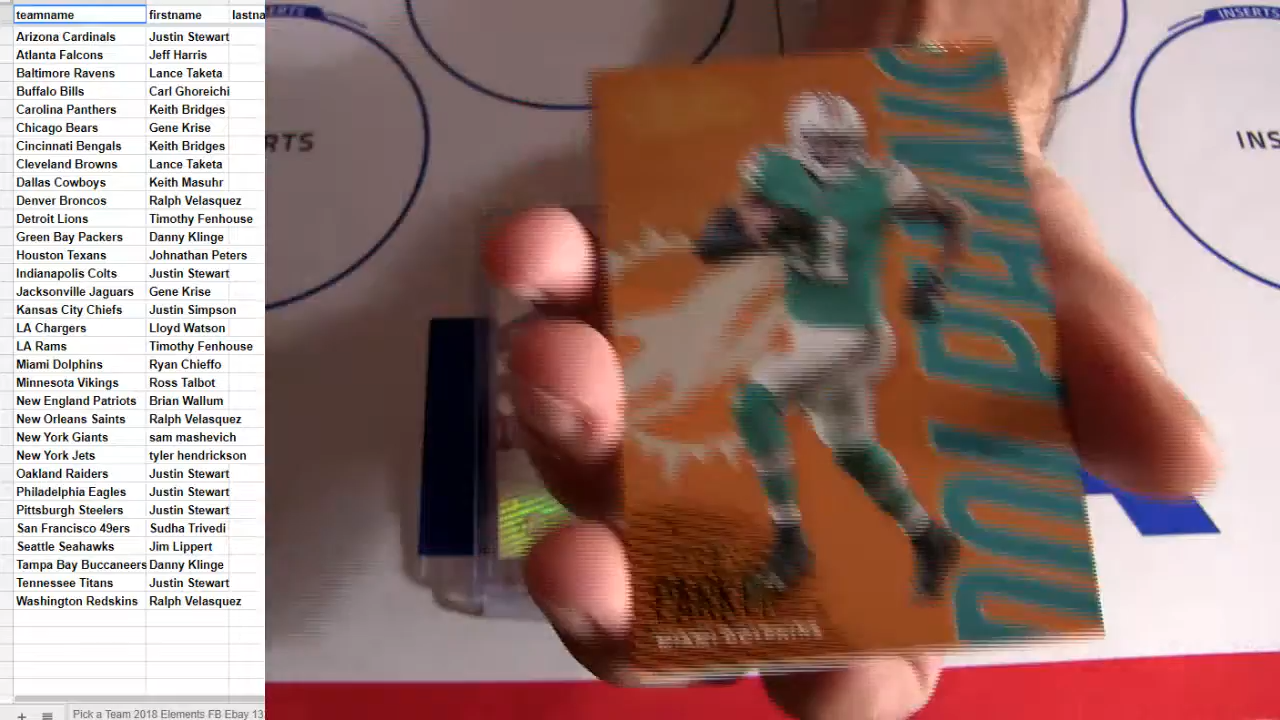 teamname firstname lastna
Arizona Cardinals Justin Stewart
Atlanta Falcons Jeff Harris
Baltimore Ravens Lance Taketa
Buffalo Bills Carl Ghoreichi
Carolina Panthers Keith Bridges
Chicago Bears Gene Krise
Cincinnati Bengals Keith Bridges
Cleveland Browns Lance Taketa
Dallas Cowboys Keith Masuhr
Denver Broncos Ralph Velasquez
Detroit Lions Timothy Fenhouse
Green Bay Packers Danny Klinge
Houston Texans Johnathan Peters
Indianapolis Colts Justin Stewart
Jacksonville Jaguars Gene Krise
Kansas City Chiefs Justin Simpson
LA Chargers Lloyd Watson
LA Rams Timothy Fenhouse
Miami Dolphins Ryan Chieffo
Minnesota Vikings Ross Talbot
New England Patriots Brian Wallum
New Orleans Saints Ralph Velasquez
New York Giants sam mashevich
New York Jets tyler hendrickson
Oakland Raiders Justin Stewart
Philadelphia Eagles Justin Stewart
Pittsburgh Steelers Justin Stewart
San Francisco 49ers Sudha Trivedi
Seattle Seahawks Jim Lippert
Tampa Bay Buccaneers Danny Klinge
Tennessee Titans Justin Stewart
Washington Redskins Ralph Velasquez
Pick a Team 2018 Elements FB Ebay 13
INSERTS
RTS
INS
DOLPHINS
PARKER
MIAMI DOLPHINS